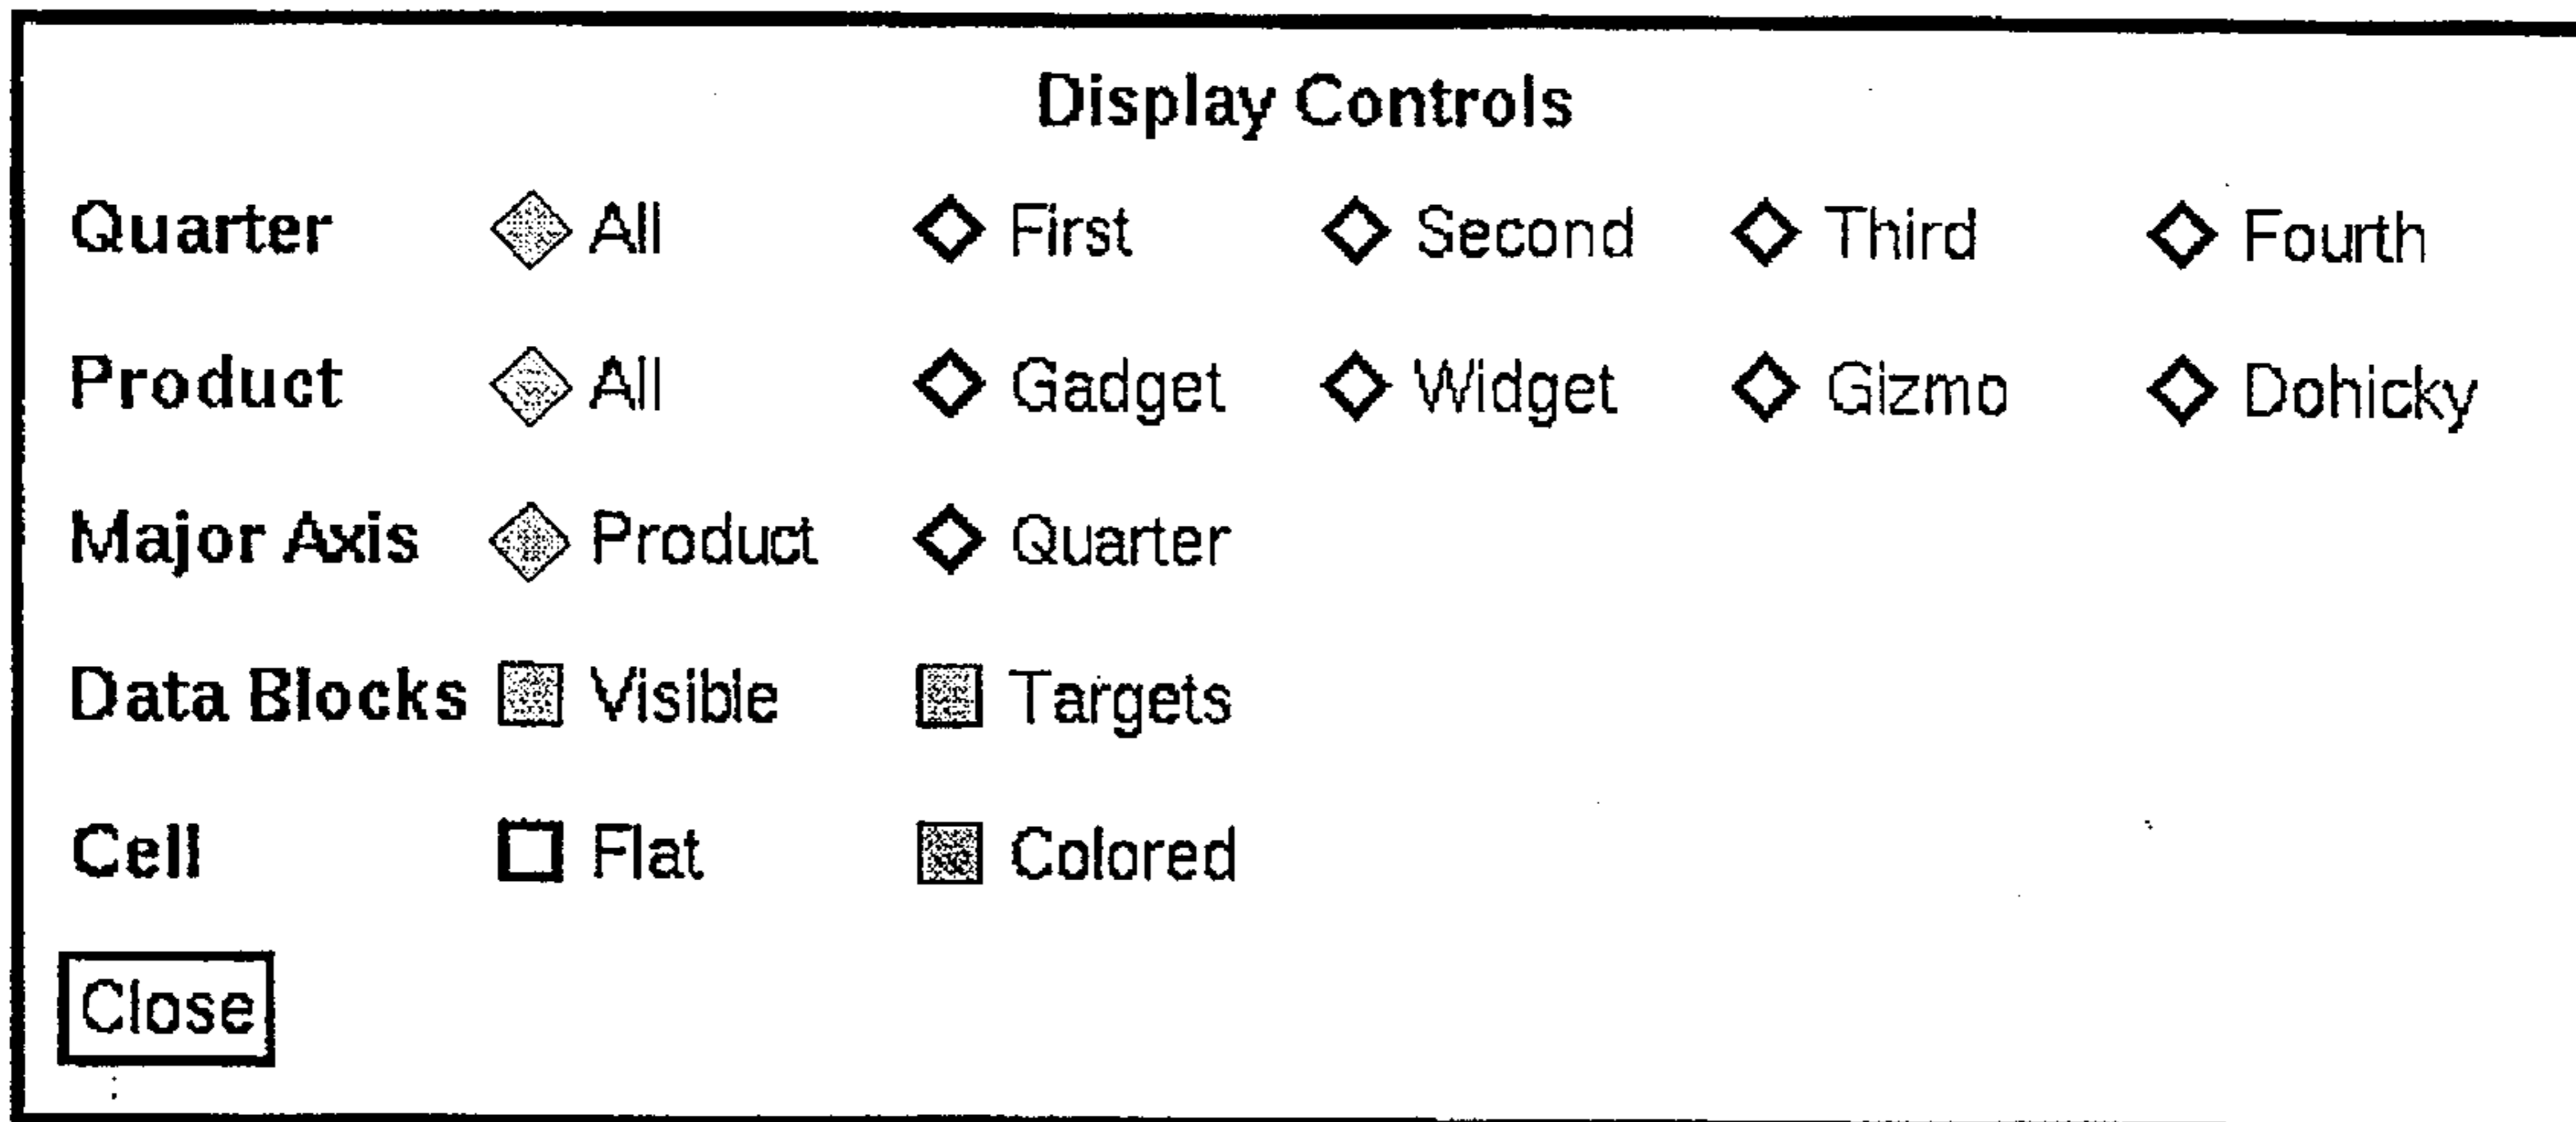 Display Controls
Quarter All First Second Third Fourth
Product All Gadget Widget Gizmo Dohicky
Major Axis Product Quarter
Data Blocks Visible Targets
Cell Flat Colored
Close